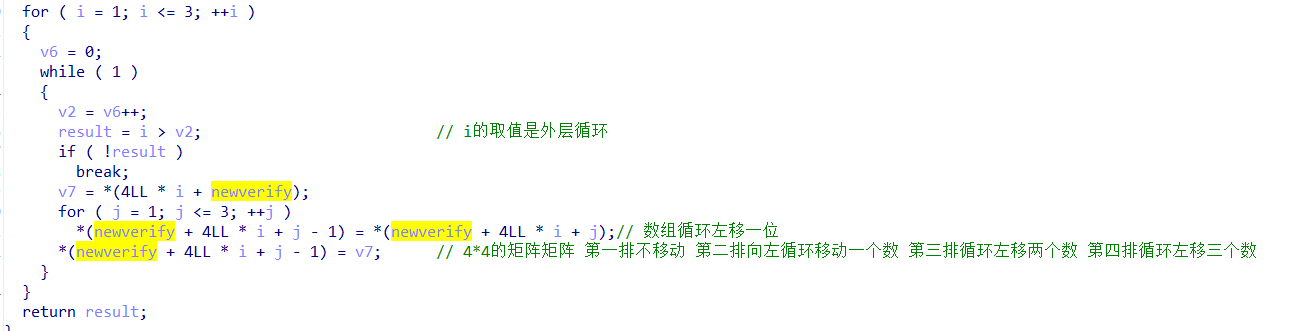 for ( i = 1; i <= 3; ++i )
{
v6 = 0;
while ( 1 )
{
v2 = v6++;
result = i > v2; // i的取值是外层循环
if ( !result )
break;
v7 = *(4LL * i + newverify);
for ( j = 1; j <= 3; ++j )
*(newverify + 4LL * i + j - 1) = *(newverify + 4LL * i + j);// 数组循环左移一位
*(newverify + 4LL * i + j - 1) = v7; // 4*4的矩阵矩阵 第一排不移动 第二排向左循环移动一个数 第三排循环左移两个数 第四排循环左移三个数
}
}
return result;